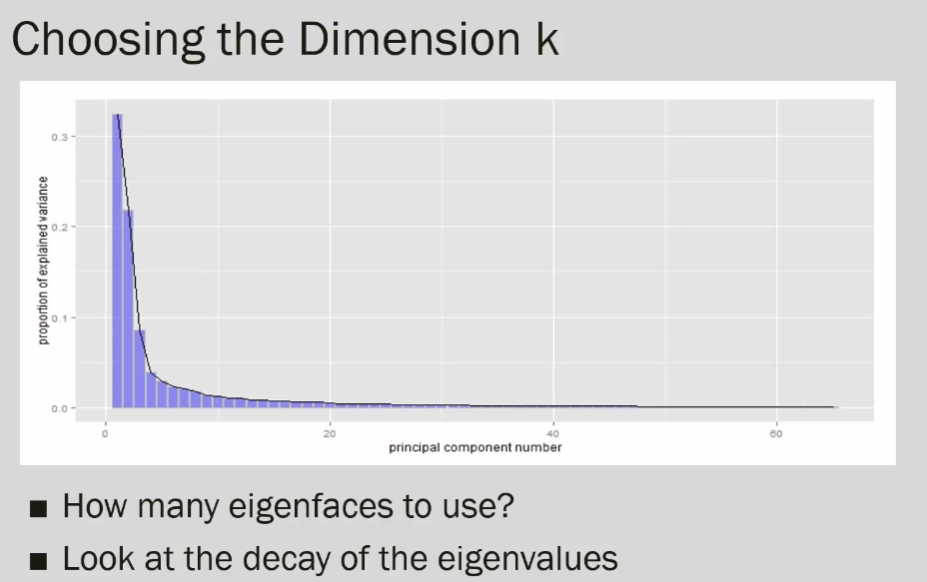 Choosing the Dimension k
proportion of explained variance
0.3
0.2
0.1
0.0
0 20 40 60
principal component number
■ How many eigenfaces to use?
■ Look at the decay of the eigenvalues